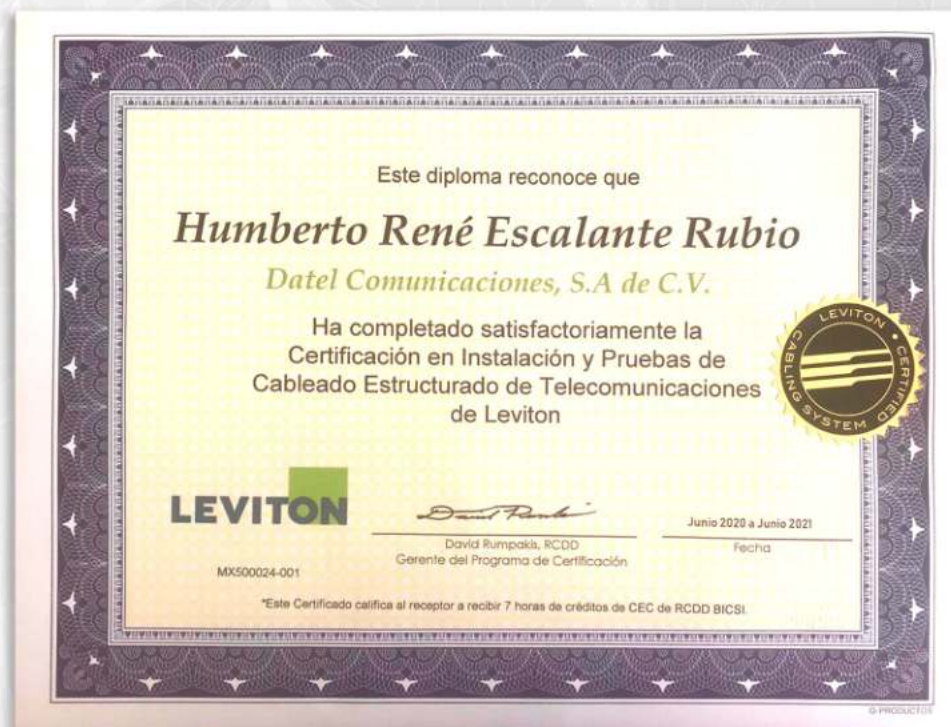 Este diploma reconoce que
Humberto René Escalante Rubio
Datel Comunicaciones, S.A de C.V.
Ha completado satisfactoriamente la
Certificación en Instalación y Pruebas de
Cableado Estructurado de Telecomunicaciones
de Leviton
LEVITON • CERTIFIED
CABLING SYSTEM
LEVITON
Junio 2020 a Junio 2021
David Rumpakis, RCDD
Fecha
Gerente del Programa de Certificación
MX500024-001
*Este Certificado califica al receptor a recibir 7 horas de créditos de CEC de RCDD BICSI.
G-PRODUCTOS